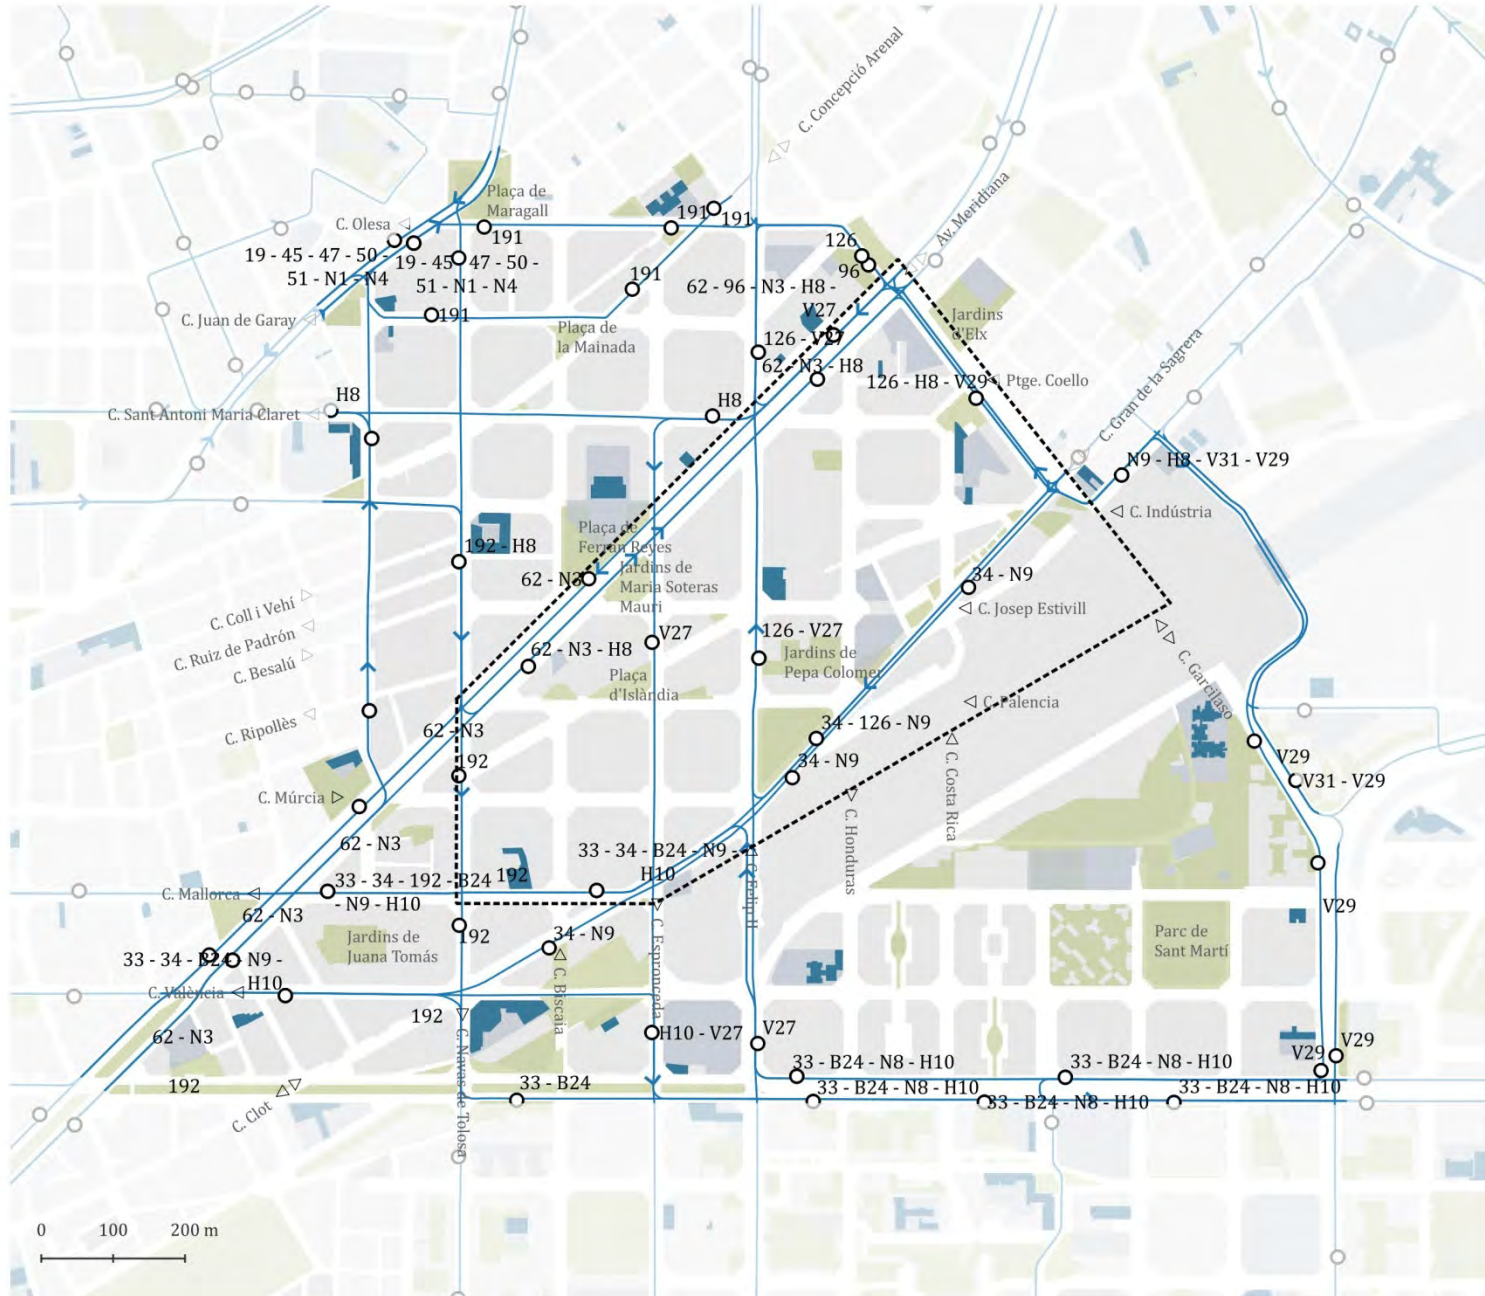 C. Concepció Arenal
Plaça de
Maragall
Av. Meridiana
C. Olesa
191
191
191
126
96
19 - 45 - 47 - 50 -
51 - N1 - N4
19 - 45 - 47 - 50 -
51 - N1 - N4
191
62 - 96 - N3 - H8 -
V27
C. Juan de Garay
191
Plaça de
la Mainada
Jardins
d'Elx
126 - V27
62 - N3 - H8
126 - H8 - V29
Ptge. Coello
C. Gran de la Sagrera
C. Sant Antoni Maria Claret
H8
H8
N9 - H8 - V31 - V29
C. Indústria
Plaça de
Ferran Reyes
192 - H8
62 - N3
Jardins de
Maria Soteras
Mauri
34 - N9
C. Josep Estivill
C. Coll i Vehí
C. Ruiz de Padrón
C. Besalú
V27
126 - V27
62 - N3 - H8
Jardins de
Pepa Colomer
Plaça
d'Islàndia
C. Garcilaso
C. Palencia
C. Ripollès
62 - N3
34 - 126 - N9
192
34 - N9
C. Costa Rica
V29
V31 - V29
C. Múrcia
C. Honduras
62 - N3
33 - 34 - B24 - N9 -
H10
192
C. Felip II
33 - 34 - 192 - B24
- N9 - H10
C. Mallorca
V29
62 - N3
Jardins de
Juana Tomás
192
34 - N9
C. Espronceda
Parc de
Sant Martí
33 - 34 - B24 - N9 -
H10
C. València
C. Biscaia
192
C. Navas de Tolosa
62 - N3
H10 - V27
V27
V29
V29
33 - B24 - N8 - H10
33 - B24 - N8 - H10
192
33 - B24
33 - B24 - N8 - H10
33 - B24 - N8 - H10
33 - B24 - N8 - H10
C. Clot
0 100 200 m